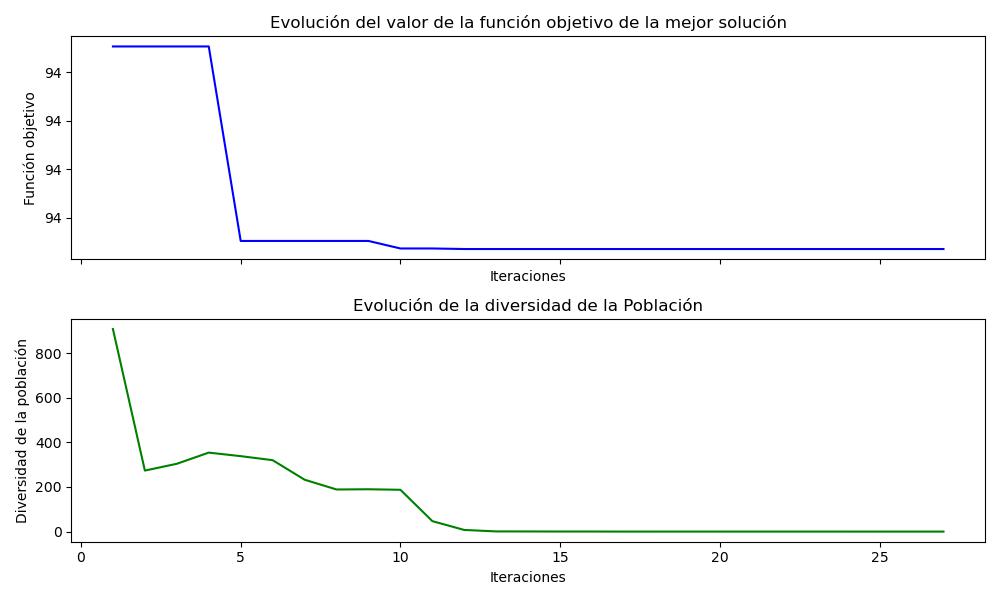 Evolución del valor de la función objetivo de la mejor solución
Función objetivo
94
94
94
94
Iteraciones
Evolución de la diversidad de la Población
Diversidad de la población
800
600
400
200
0
0 5 10 15 20 25
Iteraciones